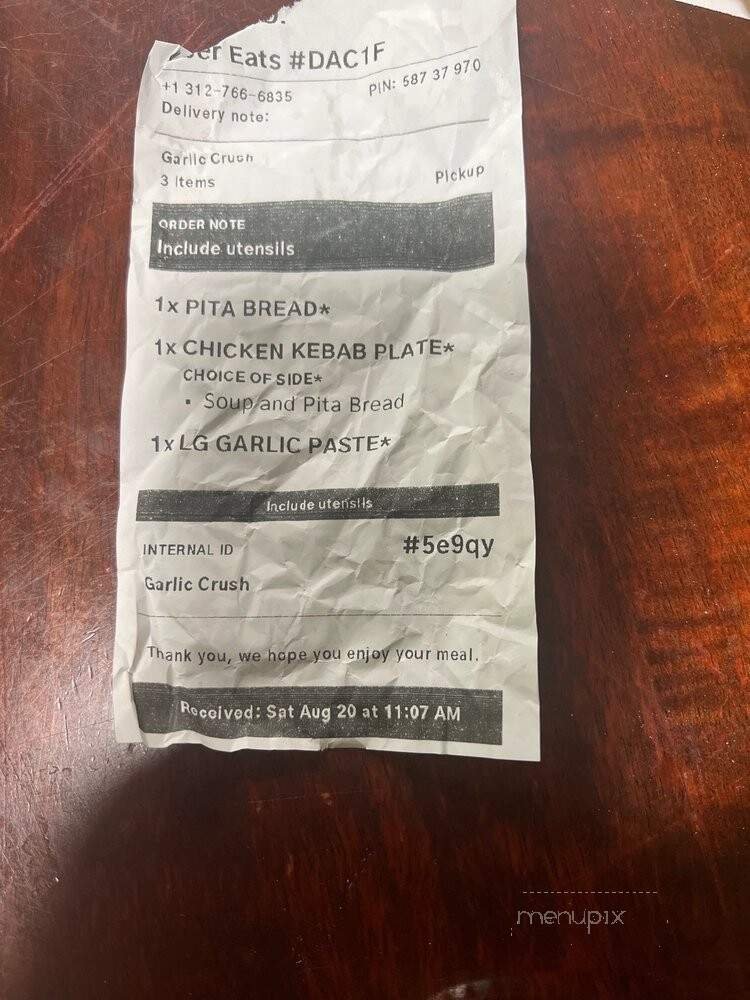 Eats #DAC1F
+1 312-766-6835 PIN: 587 37 970
Delivery note:
Garlic Crush
3 Items Pickup
ORDER NOTE
Include utensils
1x PITA BREAD*
1x CHICKEN KEBAB PLATE*
CHOICE OF SIDE*
▪ Soup and Pita Bread
1x LG GARLIC PASTE*
Include utensils
INTERNAL ID #5e9qy
Garlic Crush
Thank you, we hope you enjoy your meal.
Received: Sat Aug 20 at 11:07 AM
menupix